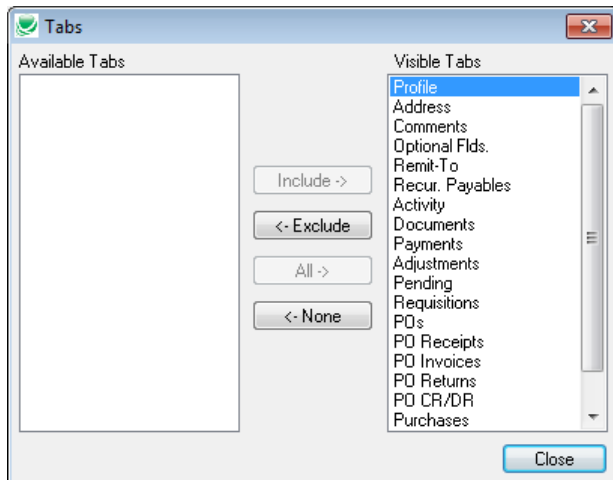 Tabs
Available Tabs
Visible Tabs
Profile
Address
Comments
Optional Flds.
Remit-To
Recur. Payables
Activity
Documents
Payments
Adjustments
Pending
Requisitions
POs
PO Receipts
PO Invoices
PO Returns
PO CR/DR
Purchases
Include ->
<- Exclude
All ->
<- None
Close